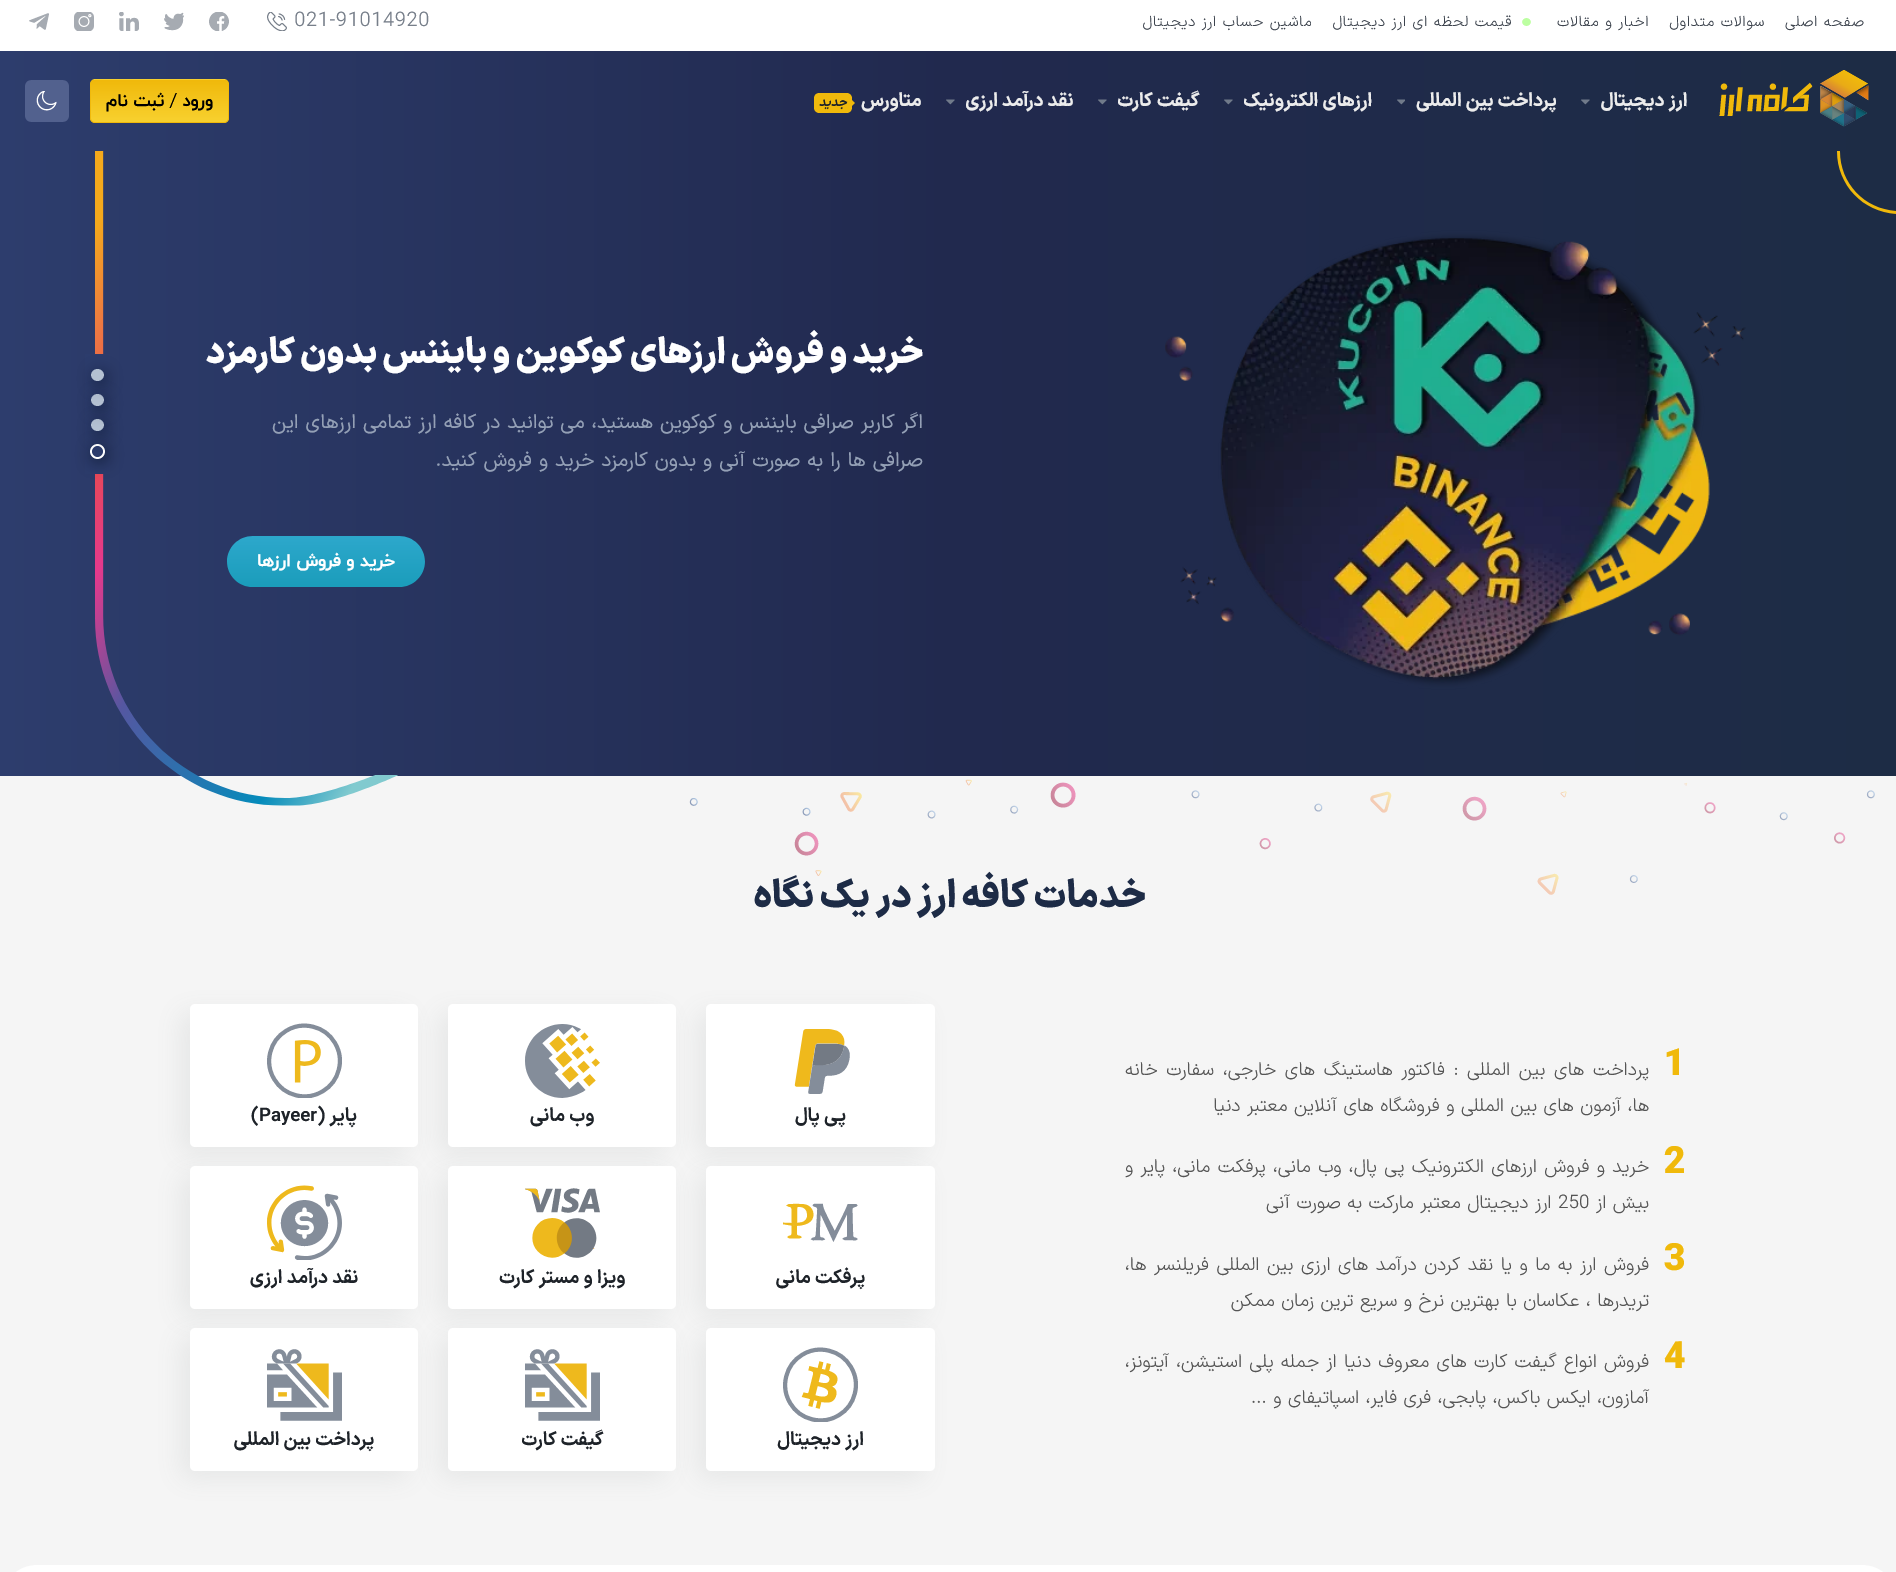 صفحه اصلی
سوالات متداول
اخبار و مقالات
قیمت لحظه ای ارز دیجیتال
ماشین حساب ارز دیجیتال
021-91014920
کافه ارز
ارز دیجیتال
پرداخت بین المللی
ارزهای الکترونیک
گیفت کارت
نقد درآمد ارزی
متاورس
جدید
ورود / ثبت نام
KUCOIN
BINANCE
خرید و فروش ارزهای کوکوین و بایننس بدون کارمزد
اگر کاربر صرافی بایننس و کوکوین هستید، می توانید در کافه ارز تمامی ارزهای این
صرافی ها را به صورت آنی و بدون کارمزد خرید و فروش کنید.
خرید و فروش ارزها
خدمات کافه ارز در یک نگاه
1 پرداخت های بین المللی : فاکتور هاستینگ های خارجی، سفارت خانه
ها، آزمون های بین المللی و فروشگاه های آنلاین معتبر دنیا
2 خرید و فروش ارزهای الکترونیک پی پال، وب مانی، پرفکت مانی، پایر و
بیش از 250 ارز دیجیتال معتبر مارکت به صورت آنی
3 فروش ارز به ما و یا نقد کردن درآمد های ارزی بین المللی فریلنسر ها،
تریدرها ، عکاسان با بهترین نرخ و سریع ترین زمان ممکن
4 فروش انواع گیفت کارت های معروف دنیا از جمله پلی استیشن، آیتونز،
آمازون، ایکس باکس، پابجی، فری فایر، اسپاتیفای و ...
پی پال
وب مانی
پایر (Payeer)
PM
پرفکت مانی
VISA
ویزا و مستر کارت
نقد درآمد ارزی
ارز دیجیتال
گیفت کارت
پرداخت بین المللی